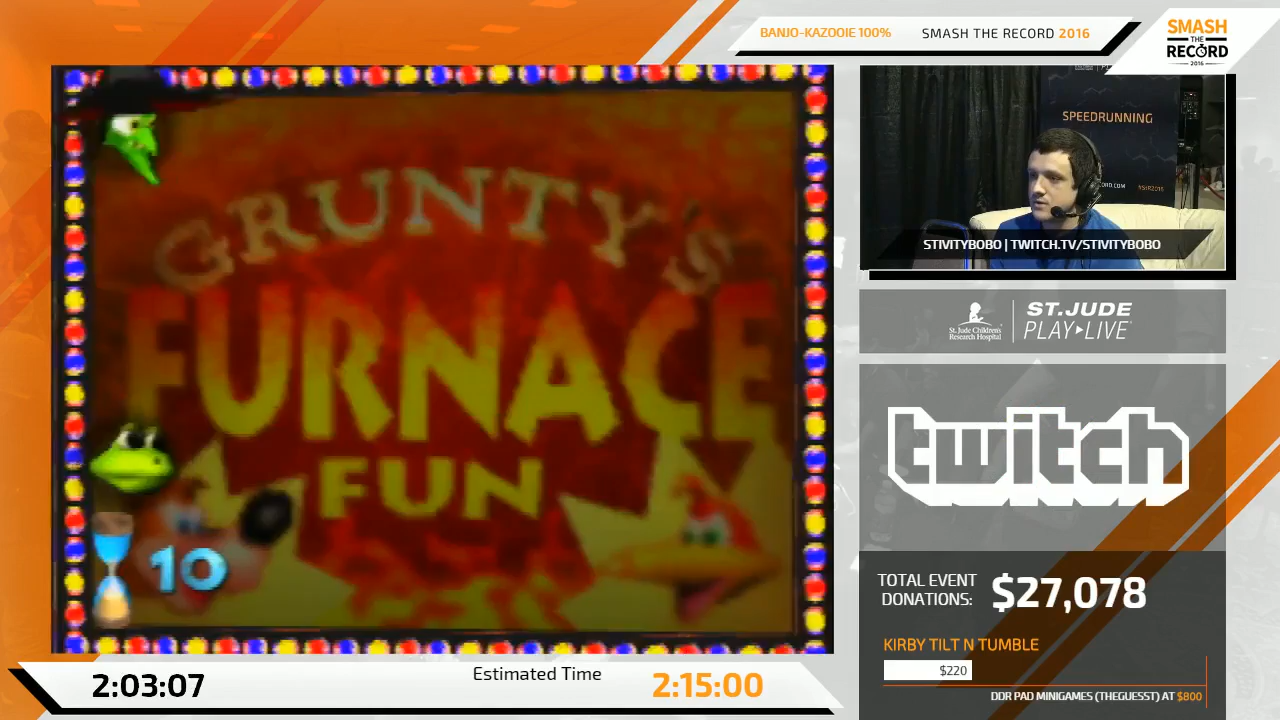 BANJO-KAZOOIE 100%
SMASH THE RECORD 2016
SMASH
THE
RECORD
2016
GRUNTY'S
FURNACE
FUN
10
SPEEDRUNNING
STIVITYBOBO | TWITCH.TV/STIVITYBOBO
St. Jude Children's
Research Hospital
ST. JUDE
PLAY LIVE
twitch
TOTAL EVENT
DONATIONS:
$27,078
KIRBY TILT N TUMBLE
$220
DDR PAD MINIGAMES (THEGUESST) AT $800
2:03:07
Estimated Time
2:15:00